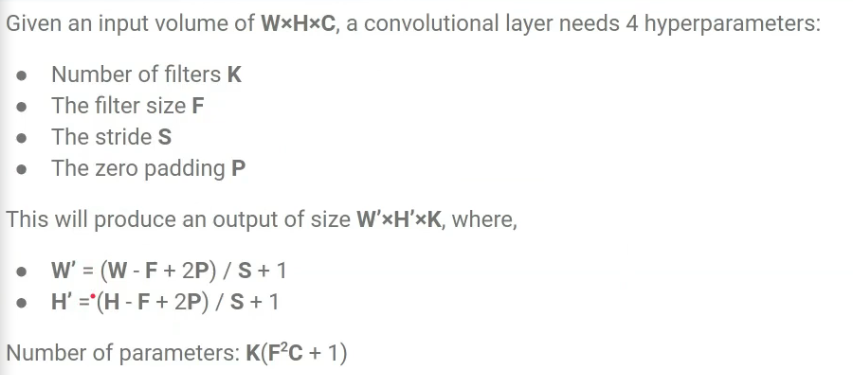 Given an input volume of W×H×C, a convolutional layer needs 4 hyperparameters:
● Number of filters K
● The filter size F
● The stride S
● The zero padding P
This will produce an output of size W'×H'×K, where,
● W' = (W - F + 2P) / S + 1
● H' = (H - F + 2P) / S + 1
Number of parameters: K(F²C + 1)